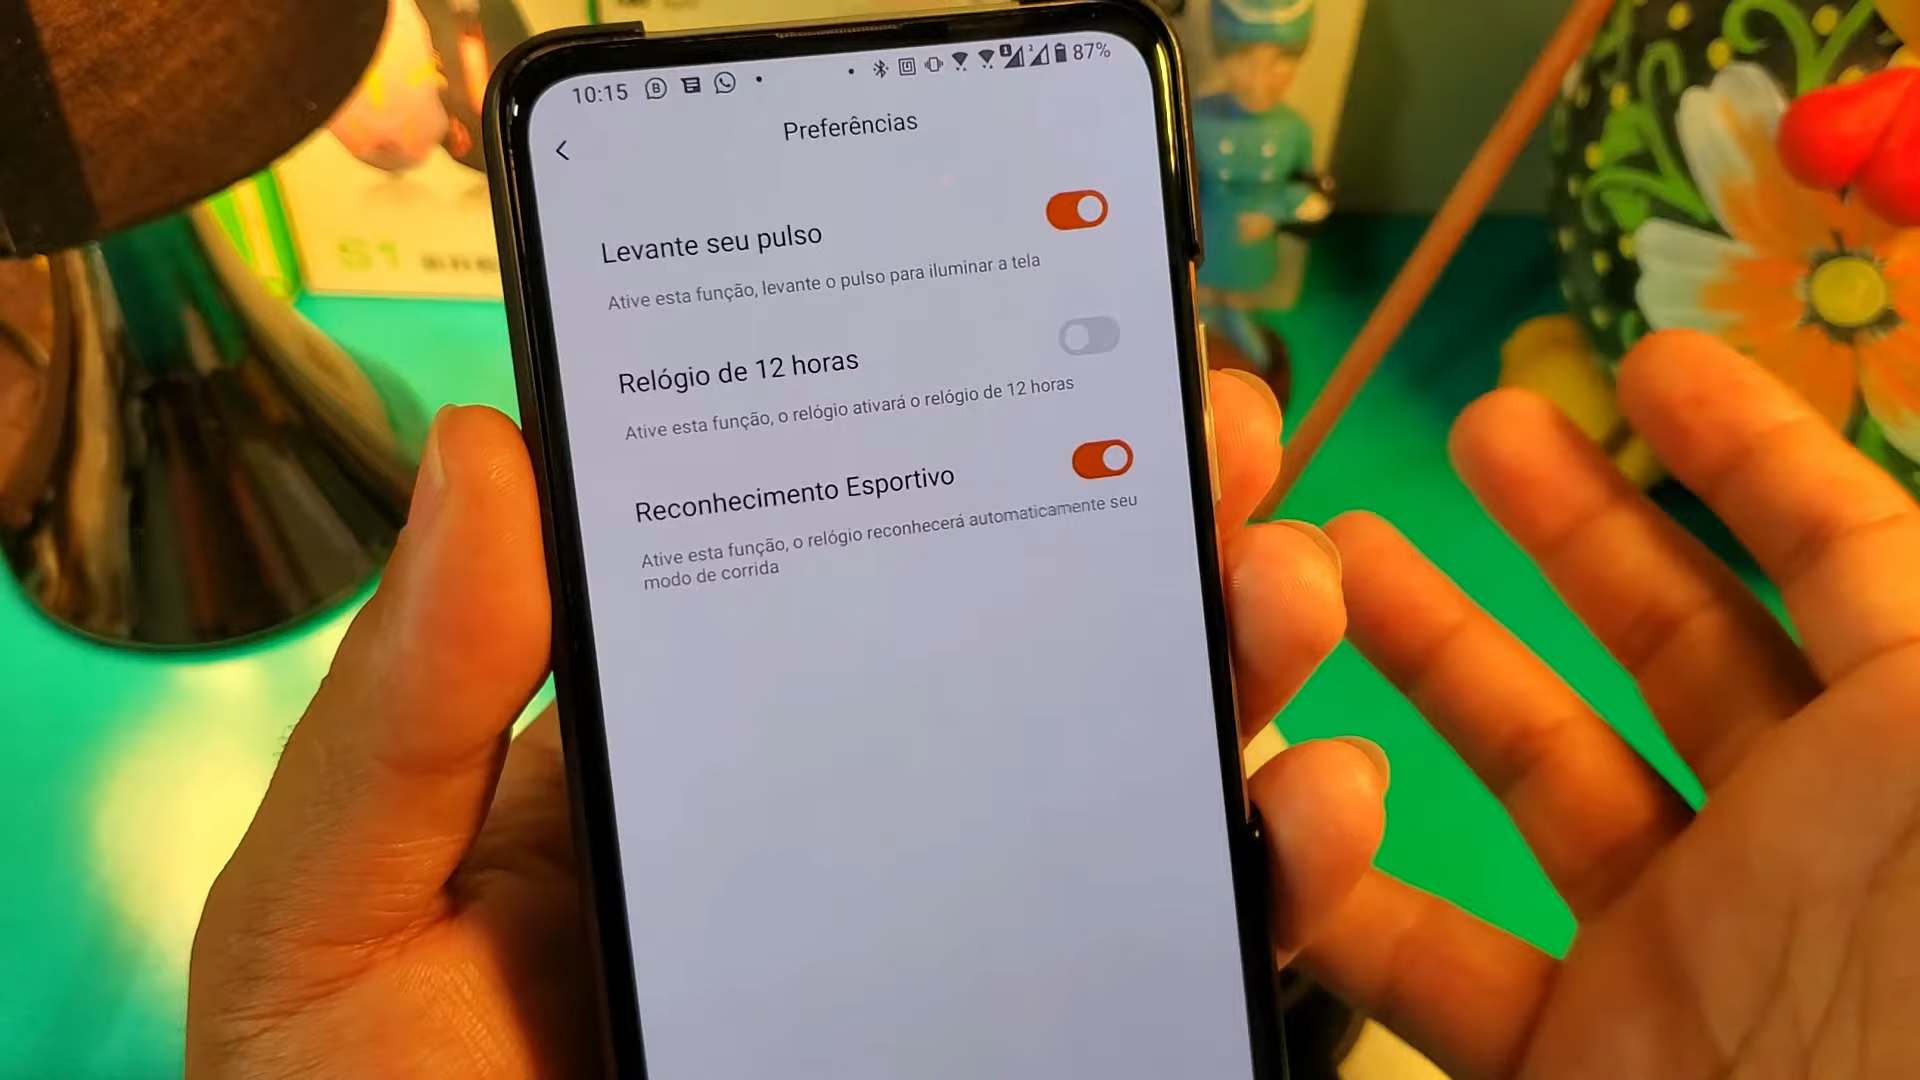 10:15 87%
Preferências
Levante seu pulso
Ative esta função, levante o pulso para iluminar a tela
Relógio de 12 horas
Ative esta função, o relógio ativará o relógio de 12 horas
Reconhecimento Esportivo
Ative esta função, o relógio reconhecerá automaticamente seu
modo de corrida
S1